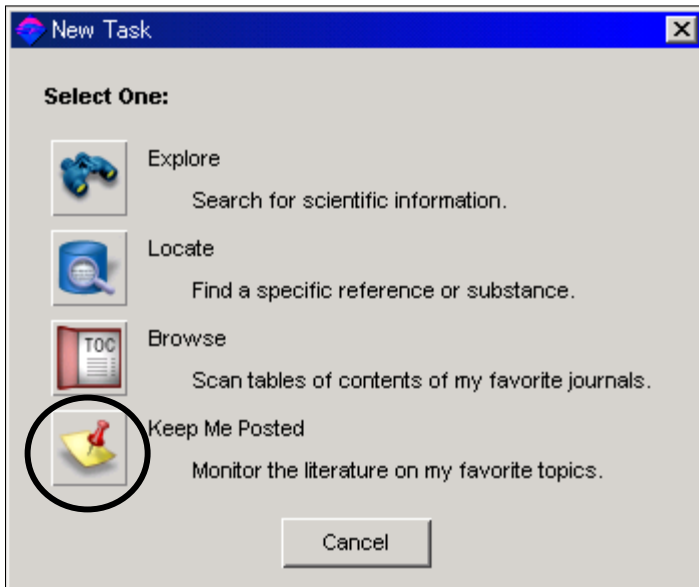 New Task
Select One:
Explore
Search for scientific information.
Locate
Find a specific reference or substance.
TOC
Browse
Scan tables of contents of my favorite journals.
Keep Me Posted
Monitor the literature on my favorite topics.
Cancel